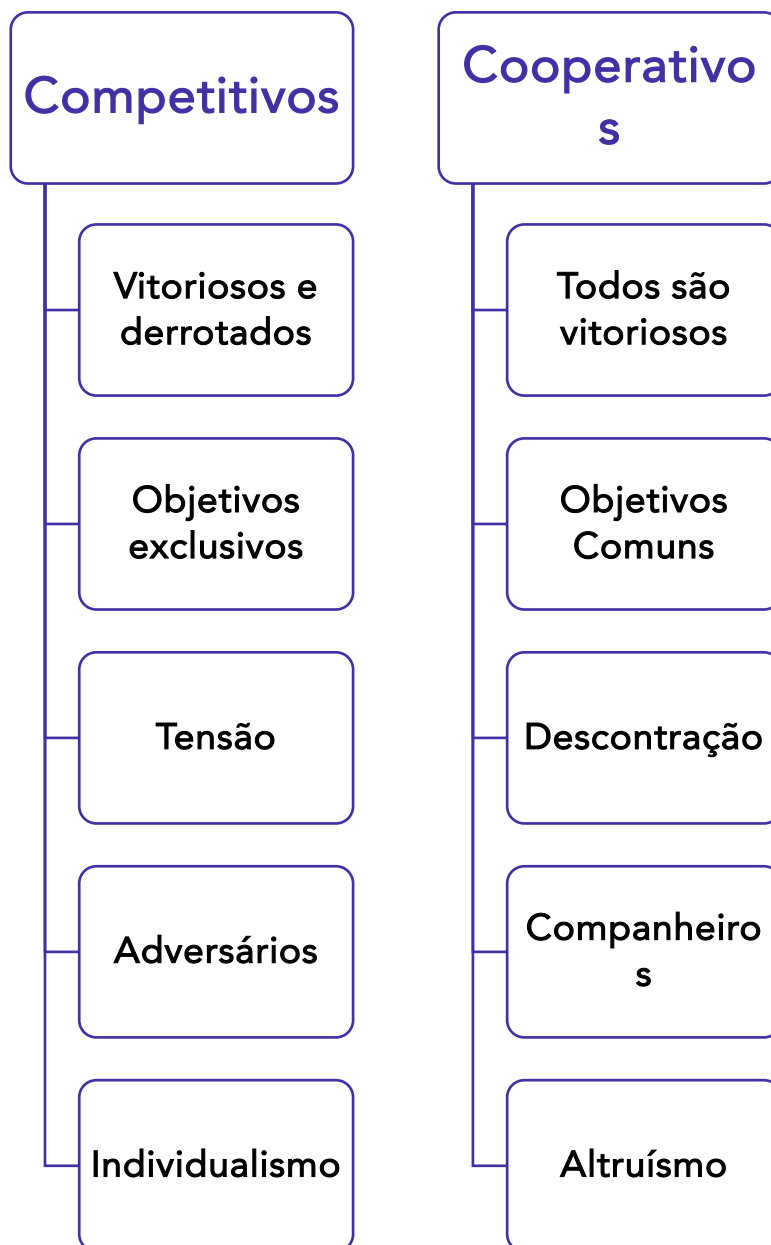 Competitivos
Vitoriosos e
derrotados
Objetivos
exclusivos
Tensão
Adversários
Individualismo
Cooperativo
s
Todos são
vitoriosos
Objetivos
Comuns
Descontração
Companheiro
s
Altruísmo